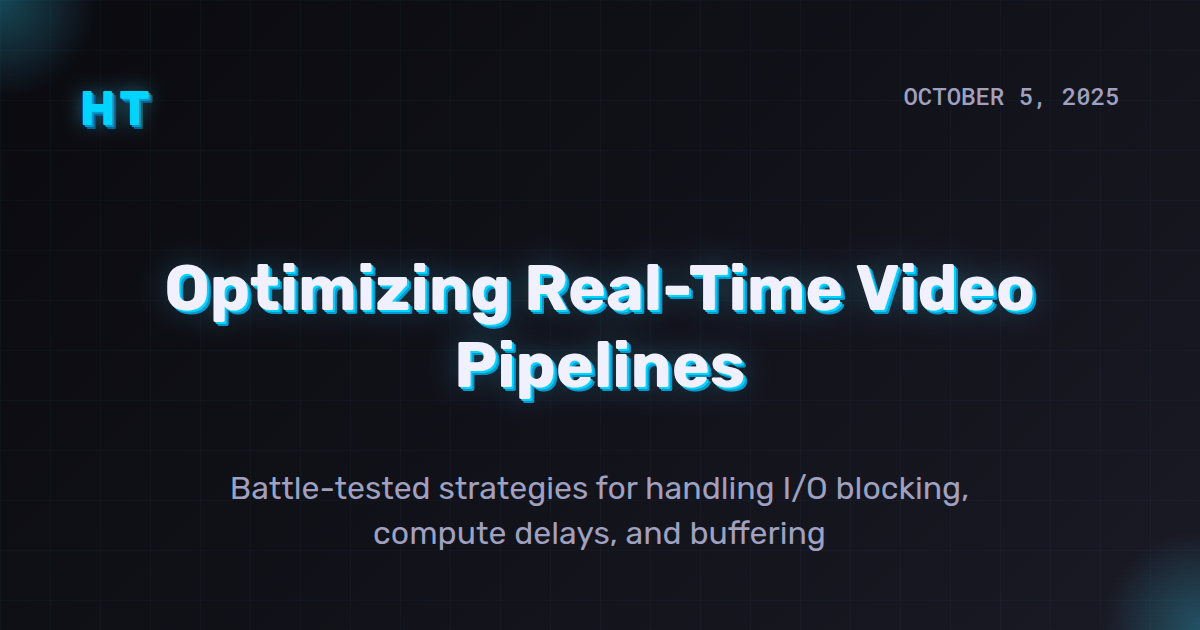 HT
OCTOBER 5, 2025
Optimizing Real-Time Video
Pipelines
Battle-tested strategies for handling I/O blocking,
compute delays, and buffering